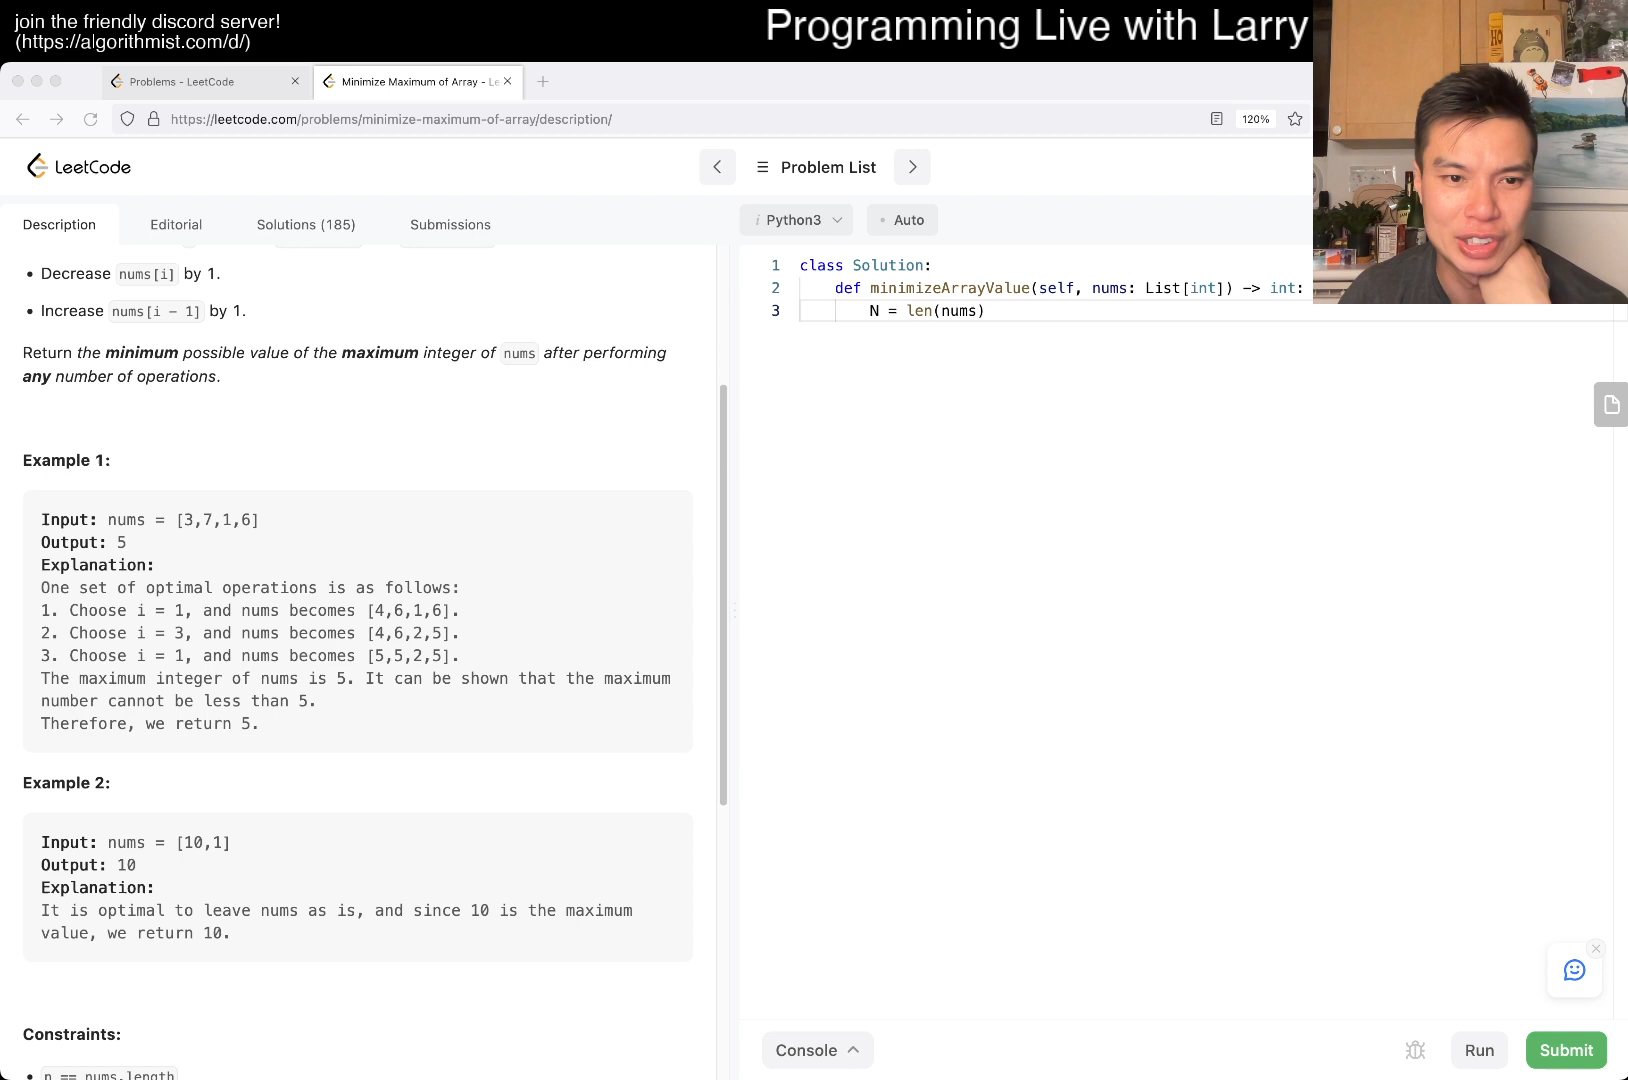 join the friendly discord server!
(https://algorithmist.com/d/)
Programming Live with Larry
Problems - LeetCode
Minimize Maximum of Array - Le
https://leetcode.com/problems/minimize-maximum-of-array/description/
120%
LeetCode
Problem List
Description
Editorial
Solutions (185)
Submissions
Python3
Auto
• Decrease nums[i] by 1.
• Increase nums[i - 1] by 1.
Return the minimum possible value of the maximum integer of nums after performing
any number of operations.
Example 1:
Input: nums = [3,7,1,6]
Output: 5
Explanation:
One set of optimal operations is as follows:
1. Choose i = 1, and nums becomes [4,6,1,6].
2. Choose i = 3, and nums becomes [4,6,2,5].
3. Choose i = 1, and nums becomes [5,5,2,5].
The maximum integer of nums is 5. It can be shown that the maximum
number cannot be less than 5.
Therefore, we return 5.
Example 2:
Input: nums = [10,1]
Output: 10
Explanation:
It is optimal to leave nums as is, and since 10 is the maximum
value, we return 10.
Constraints:
• n == nums.length
1 class Solution:
2 def minimizeArrayValue(self, nums: List[int]) -> int:
3 N = len(nums)
Console
Run
Submit